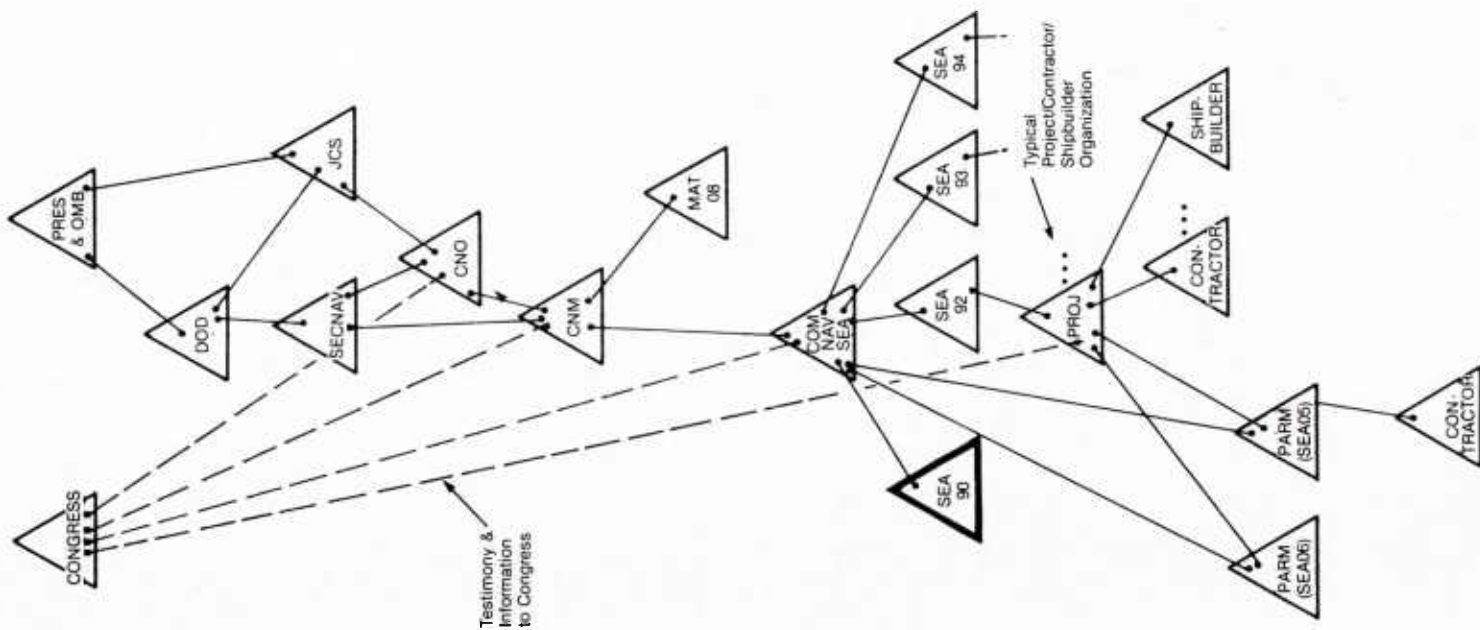 CONGRESS
PRES
& OMB
DOD
JCS
SECNAV
CNO
CNM
MAT
08
Testimony &
Information
to Congress
COM
NAV
SEA
SEA
90
SEA
92
SEA
93
SEA
94
Typical
Project/Contractor/
Shipbuilder
Organization
PROJ
PARM
(SEA06)
PARM
(SEA05)
CON-
TRACTOR
SHIP-
BUILDER
CON-
TRACTOR